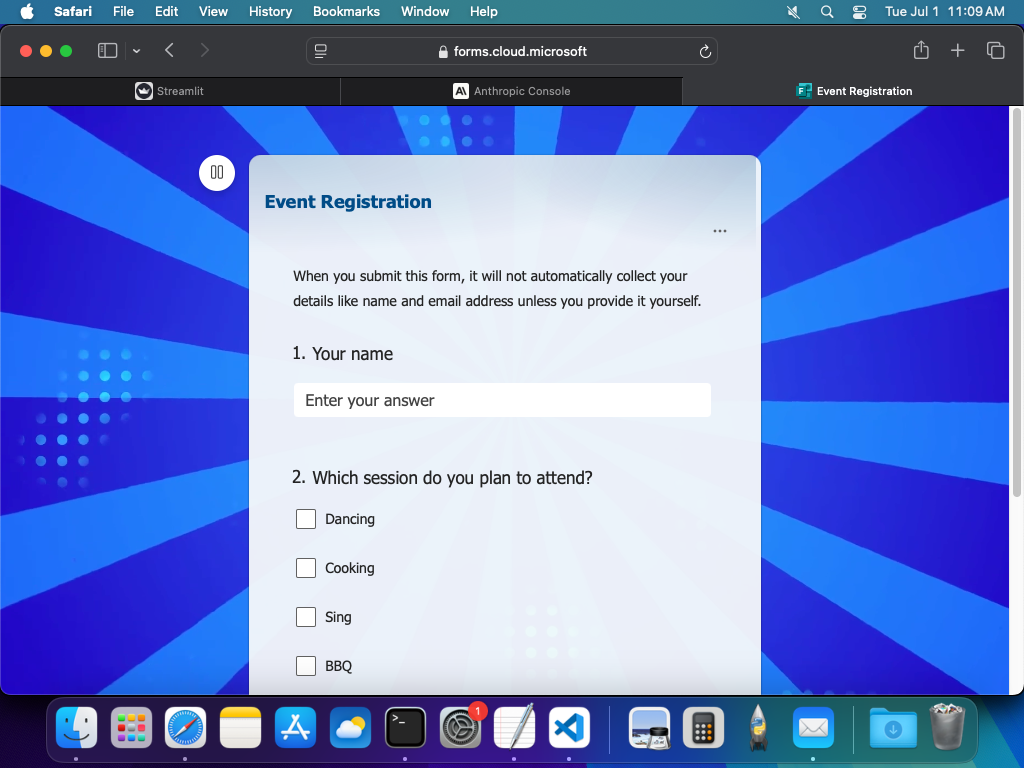 Safari File Edit View History Bookmarks Window Help Tue Jul 1 11:09 AM
forms.cloud.microsoft
Streamlit
Anthropic Console
Event Registration
Event Registration
When you submit this form, it will not automatically collect your
details like name and email address unless you provide it yourself.
1. Your name
Enter your answer
2. Which session do you plan to attend?
Dancing
Cooking
Sing
BBQ
1